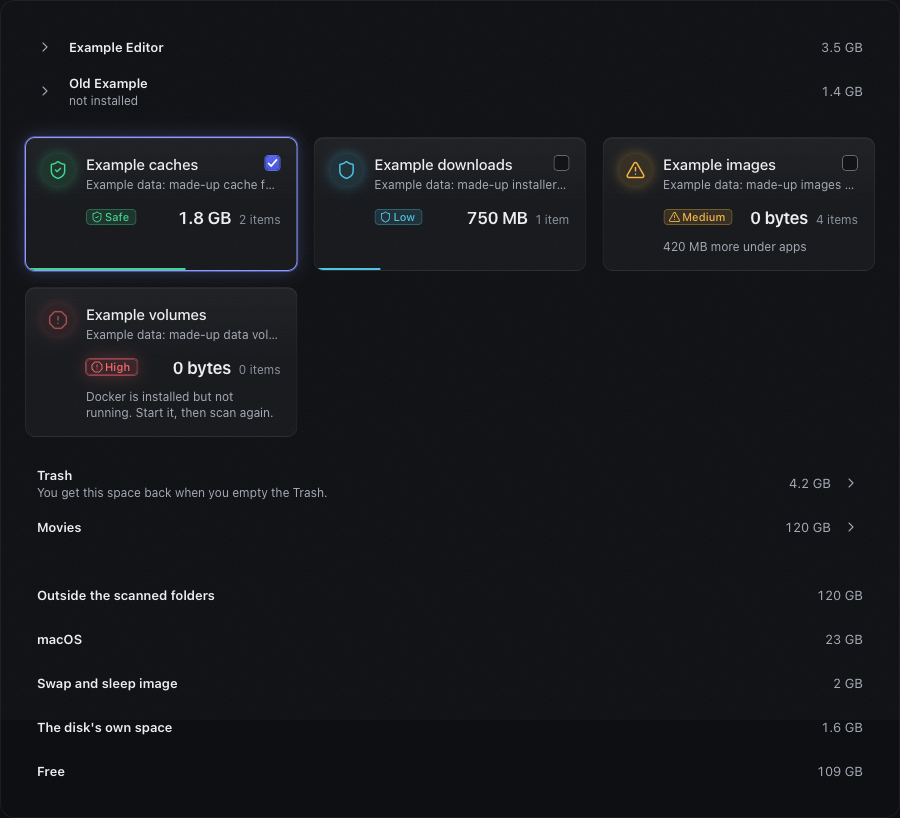 Example Editor
3.5 GB
Old Example
not installed
1.4 GB
Example caches
Example data: made-up cache f...
Safe
1.8 GB 2 items
Example downloads
Example data: made-up installer...
Low
750 MB 1 item
Example images
Example data: made-up images ...
Medium
0 bytes 4 items
420 MB more under apps
Example volumes
Example data: made-up data vol...
High
0 bytes 0 items
Docker is installed but not
running. Start it, then scan again.
Trash
You get this space back when you empty the Trash.
4.2 GB
Movies
120 GB
Outside the scanned folders
120 GB
macOS
23 GB
Swap and sleep image
2 GB
The disk's own space
1.6 GB
Free
109 GB